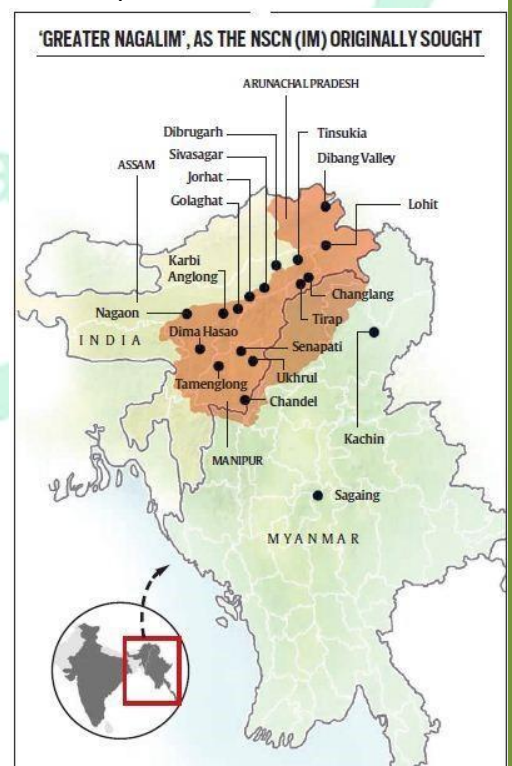 'GREATER NAGALIM', AS THE NSCN (IM) ORIGINALLY SOUGHT
ARUNACHAL PRADESH
Dibrugarh
Tinsukia
Sivasagar
Dibang Valley
ASSAM
Jorhat
Golaghat
Lohit
Karbi
Anglong
Changlang
Nagaon
Tirap
Dima Hasao
INDIA
Senapati
Ukhrul
Tamenglong
Chandel
Kachin
MANIPUR
Sagaing
MYANMAR